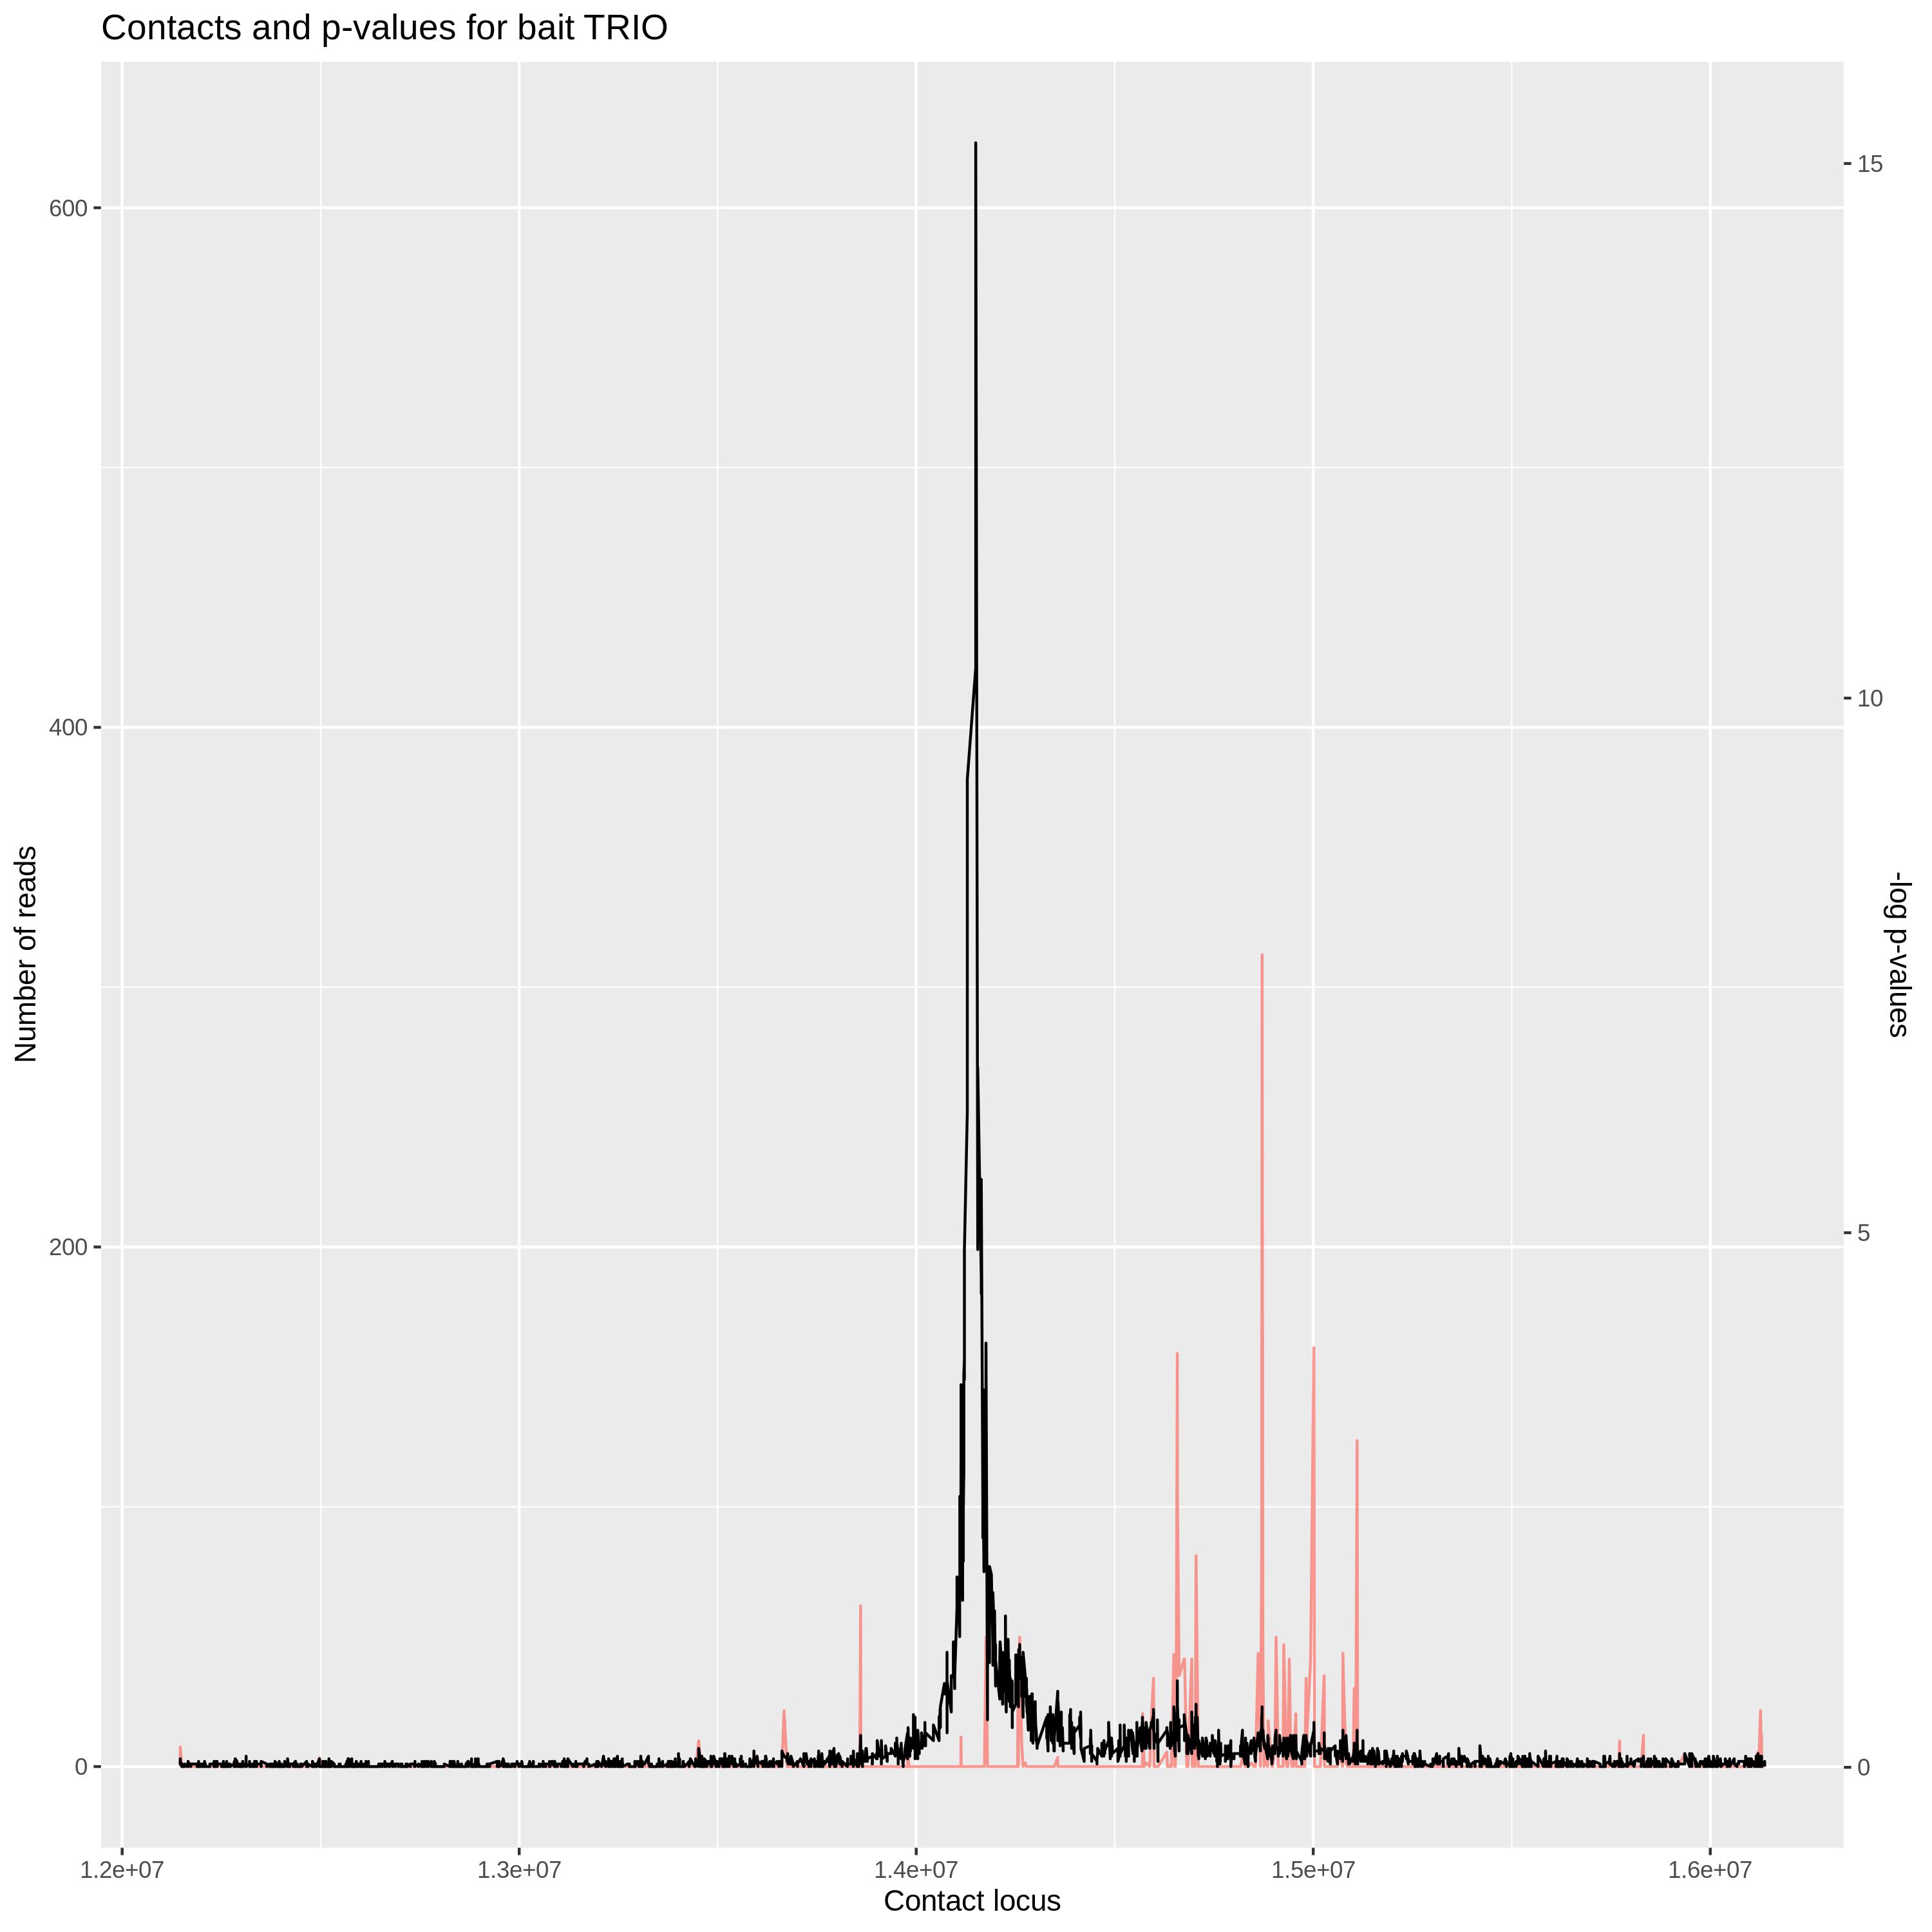 Contacts and p-values for bait TRIO
600
400
200
0
Number of reads
15
10
5
0
-log p-values
1.2e+07
1.3e+07
1.4e+07
1.5e+07
1.6e+07
Contact locus